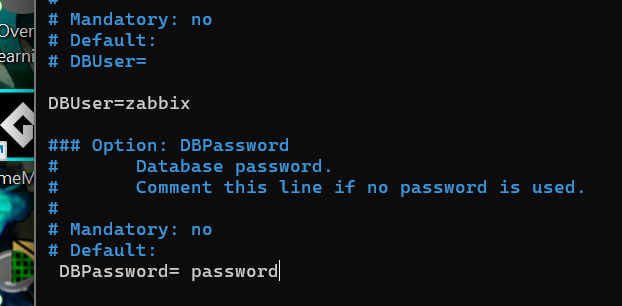 #
# Mandatory: no
# Default:
# DBUser=
DBUser=zabbix
### Option: DBPassword
#       Database password.
#       Comment this line if no password is used.
#
# Mandatory: no
# Default:
 DBPassword= password
Over
earni
meM